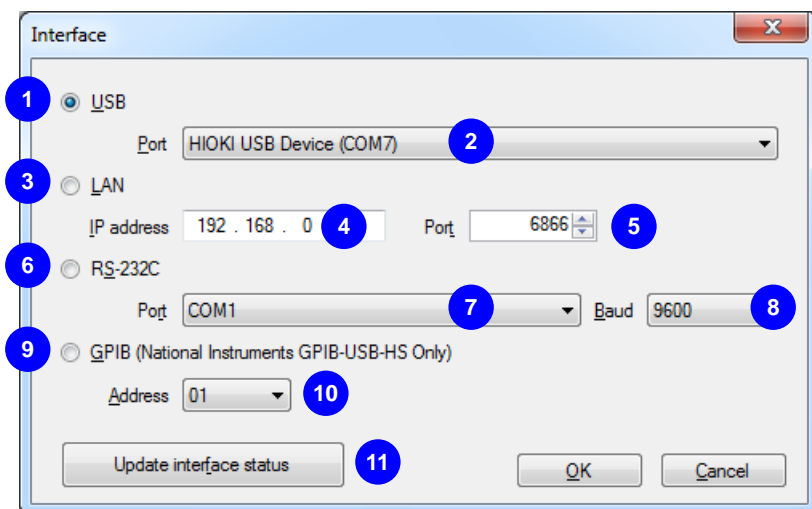 Interface
1 USB
Port HIOKI USB Device (COM7) 2
3 LAN
IP address 192 . 168 . 0 4 Port 6866 5
6 RS-232C
Port COM1 7 Baud 9600 8
9 GPIB (National Instruments GPIB-USB-HS Only)
Address 01 10
Update interface status 11 OK Cancel